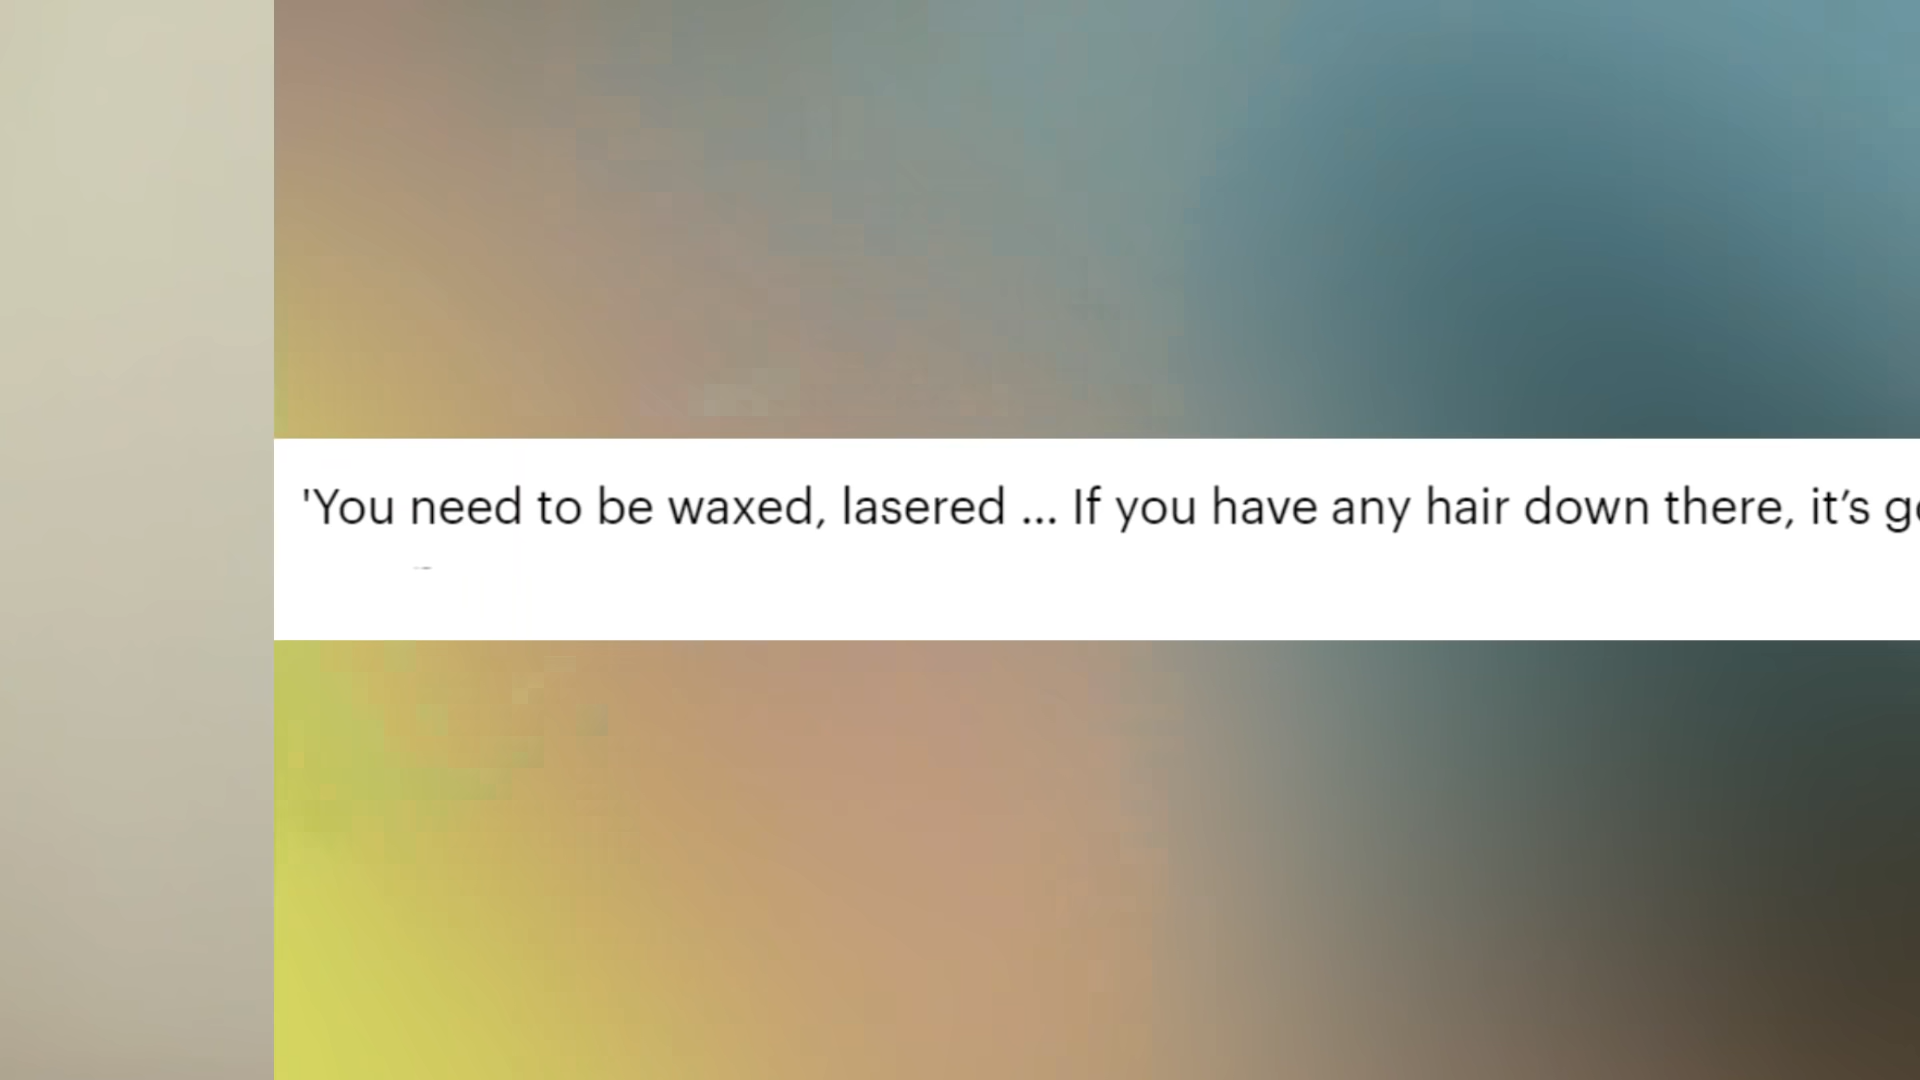 'You need to be waxed, lasered ... If you have any hair down there, it’s